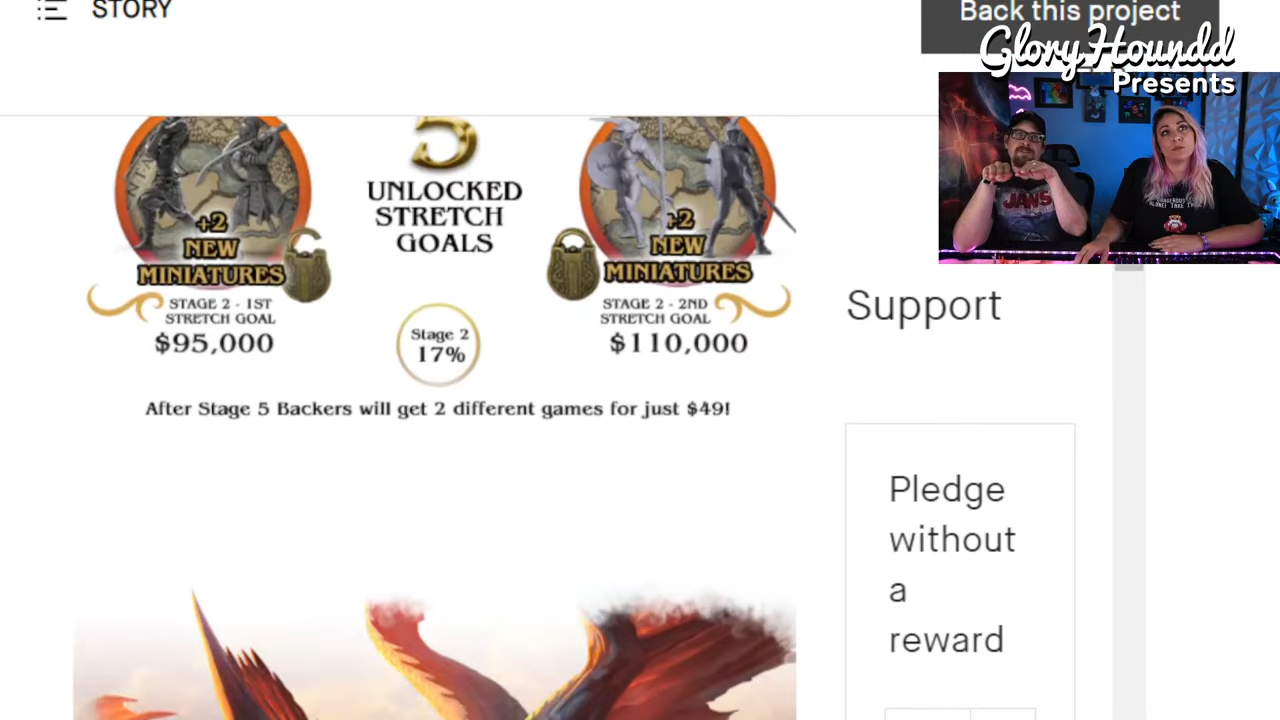 STORY
Back this project
GloryHoundd
Presents
JAWS
5
UNLOCKED
STRETCH
GOALS
+2
NEW
MINIATURES
STAGE 2 - 1ST
STRETCH GOAL
$95,000
Stage 2
17%
+2
NEW
MINIATURES
STAGE 2 - 2ND
STRETCH GOAL
$110,000
After Stage 5 Backers will get 2 different games for just $49!
Support
Pledge
without
a
reward